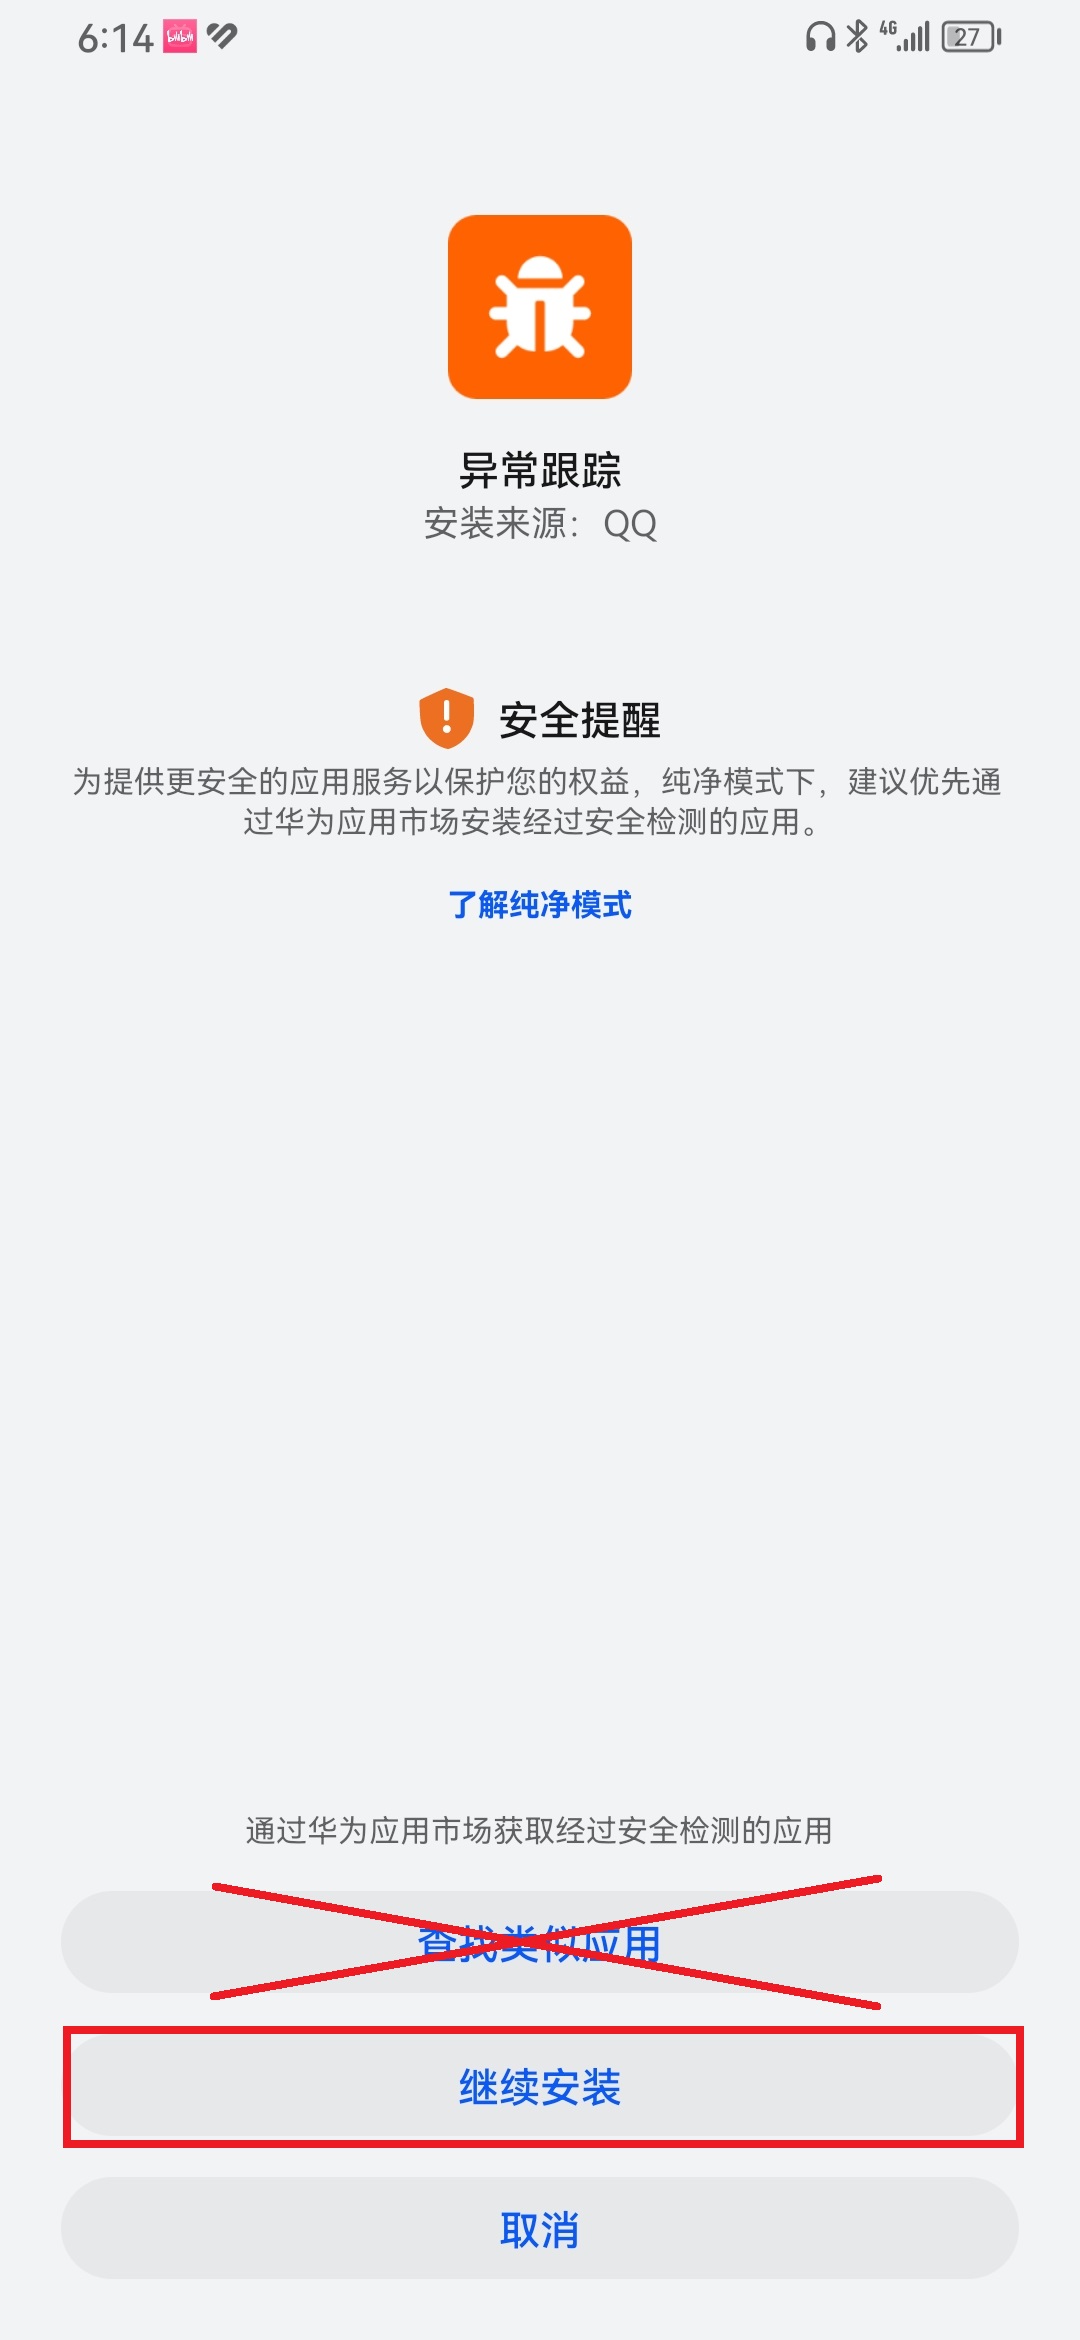 6:14 bilibili 4G 27
异常跟踪
安装来源：QQ
安全提醒
为提供更安全的应用服务以保护您的权益，纯净模式下，建议优先通
过华为应用市场安装经过安全检测的应用。
了解纯净模式
通过华为应用市场获取经过安全检测的应用
查找类似应用
继续安装
取消